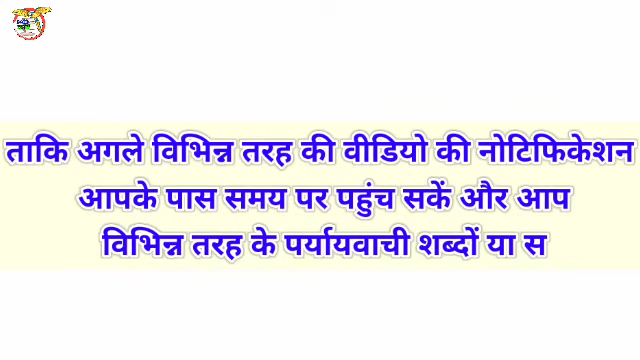 ताकि अगले विभिन्न तरह की वीडियो की नोटिफिकेशन
आपके पास समय पर पहुंच सकें और आप
विभिन्न तरह के पर्यायवाची शब्दों या स